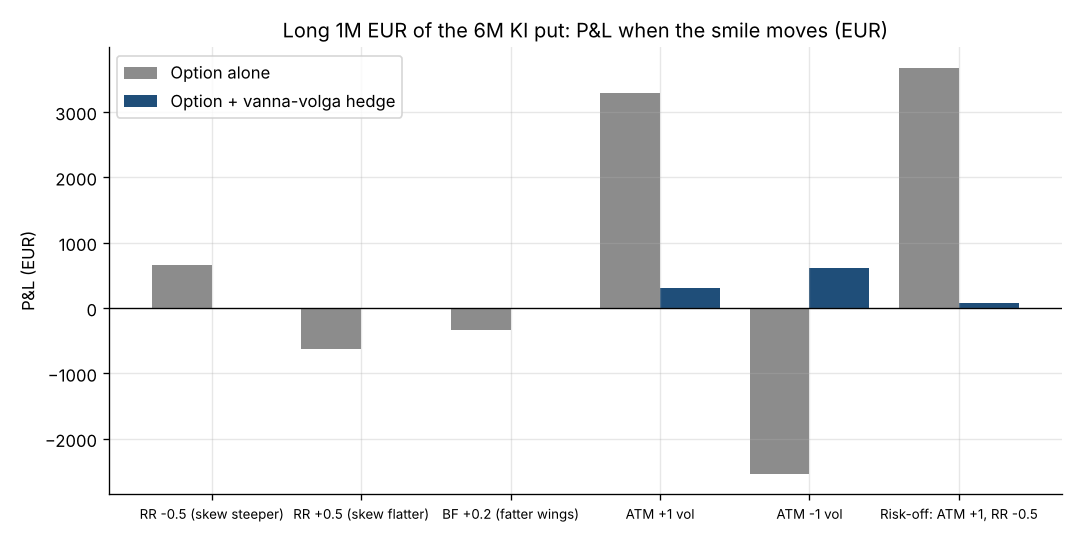 Long 1M EUR of the 6M KI put: P&L when the smile moves (EUR)
Option alone
Option + vanna-volga hedge
P&L (EUR)
3000
2000
1000
0
−1000
−2000
RR -0.5 (skew steeper)
RR +0.5 (skew flatter)
BF +0.2 (fatter wings)
ATM +1 vol
ATM -1 vol
Risk-off: ATM +1, RR -0.5